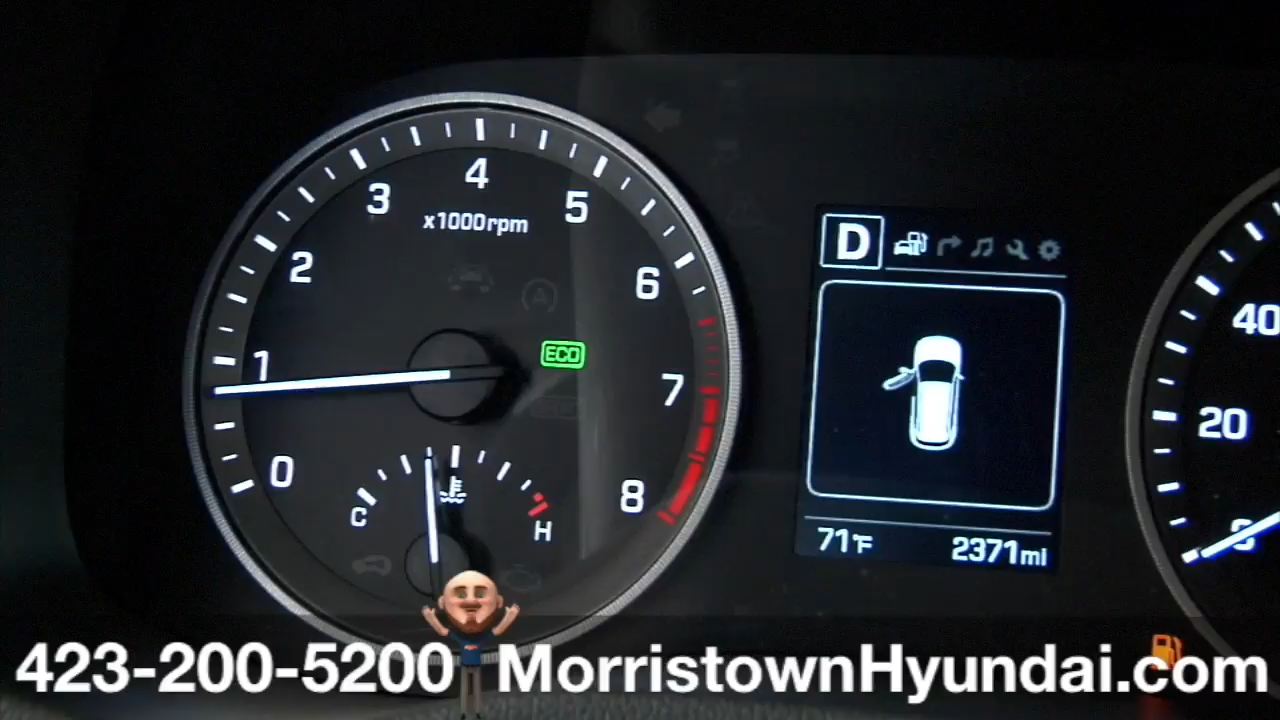 4
3 5
x1000rpm
2 6
A
ECO
1 7
0 8
C H
D
71°F 2371mi
40
20
0
423-200-5200 MorristownHyundai.com